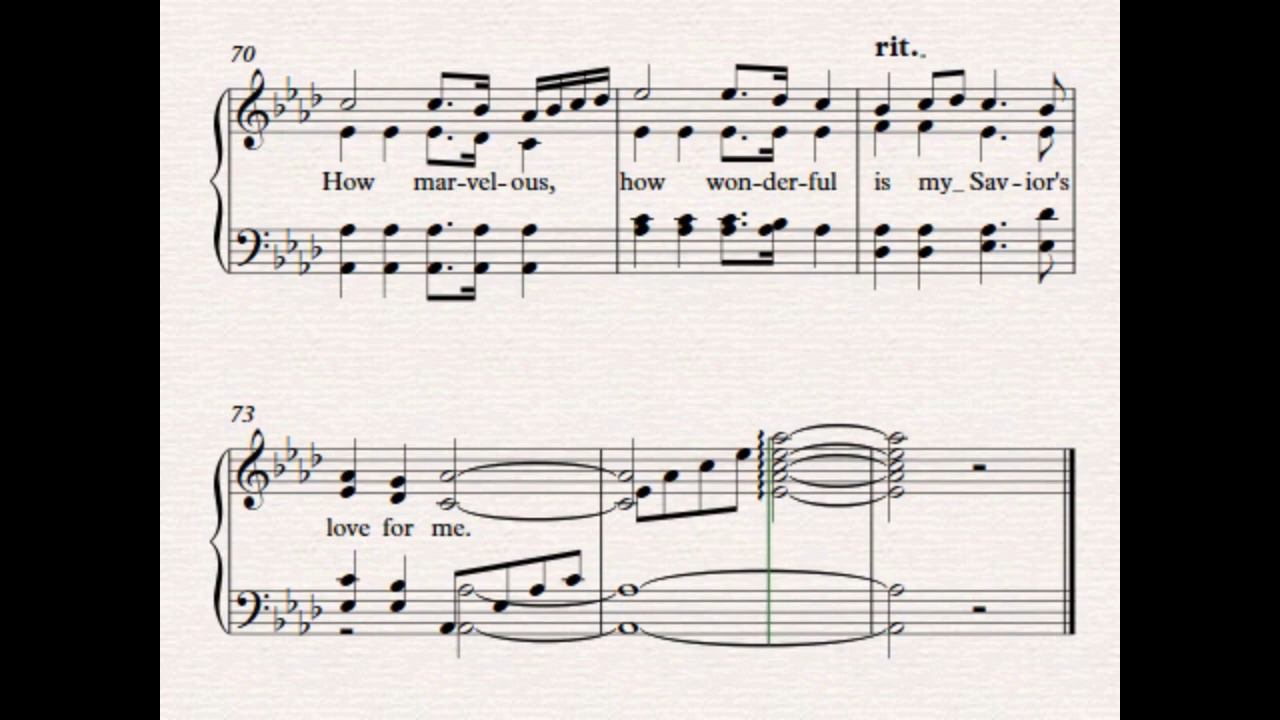 70
rit.
How mar-vel-ous, how won-der-ful is my_ Sav-ior's
73
love for me.